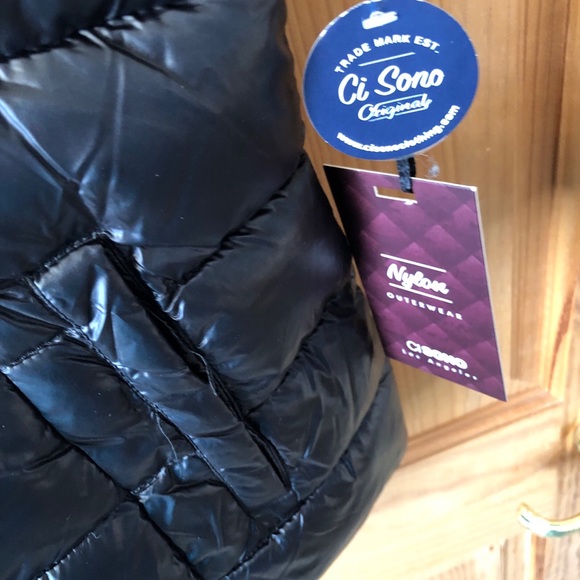 TRADE MARK EST.
Ci Sono
Original
www.cisonoclothing.com
Nylon
OUTERWEAR
Ci SONO
Los Angeles